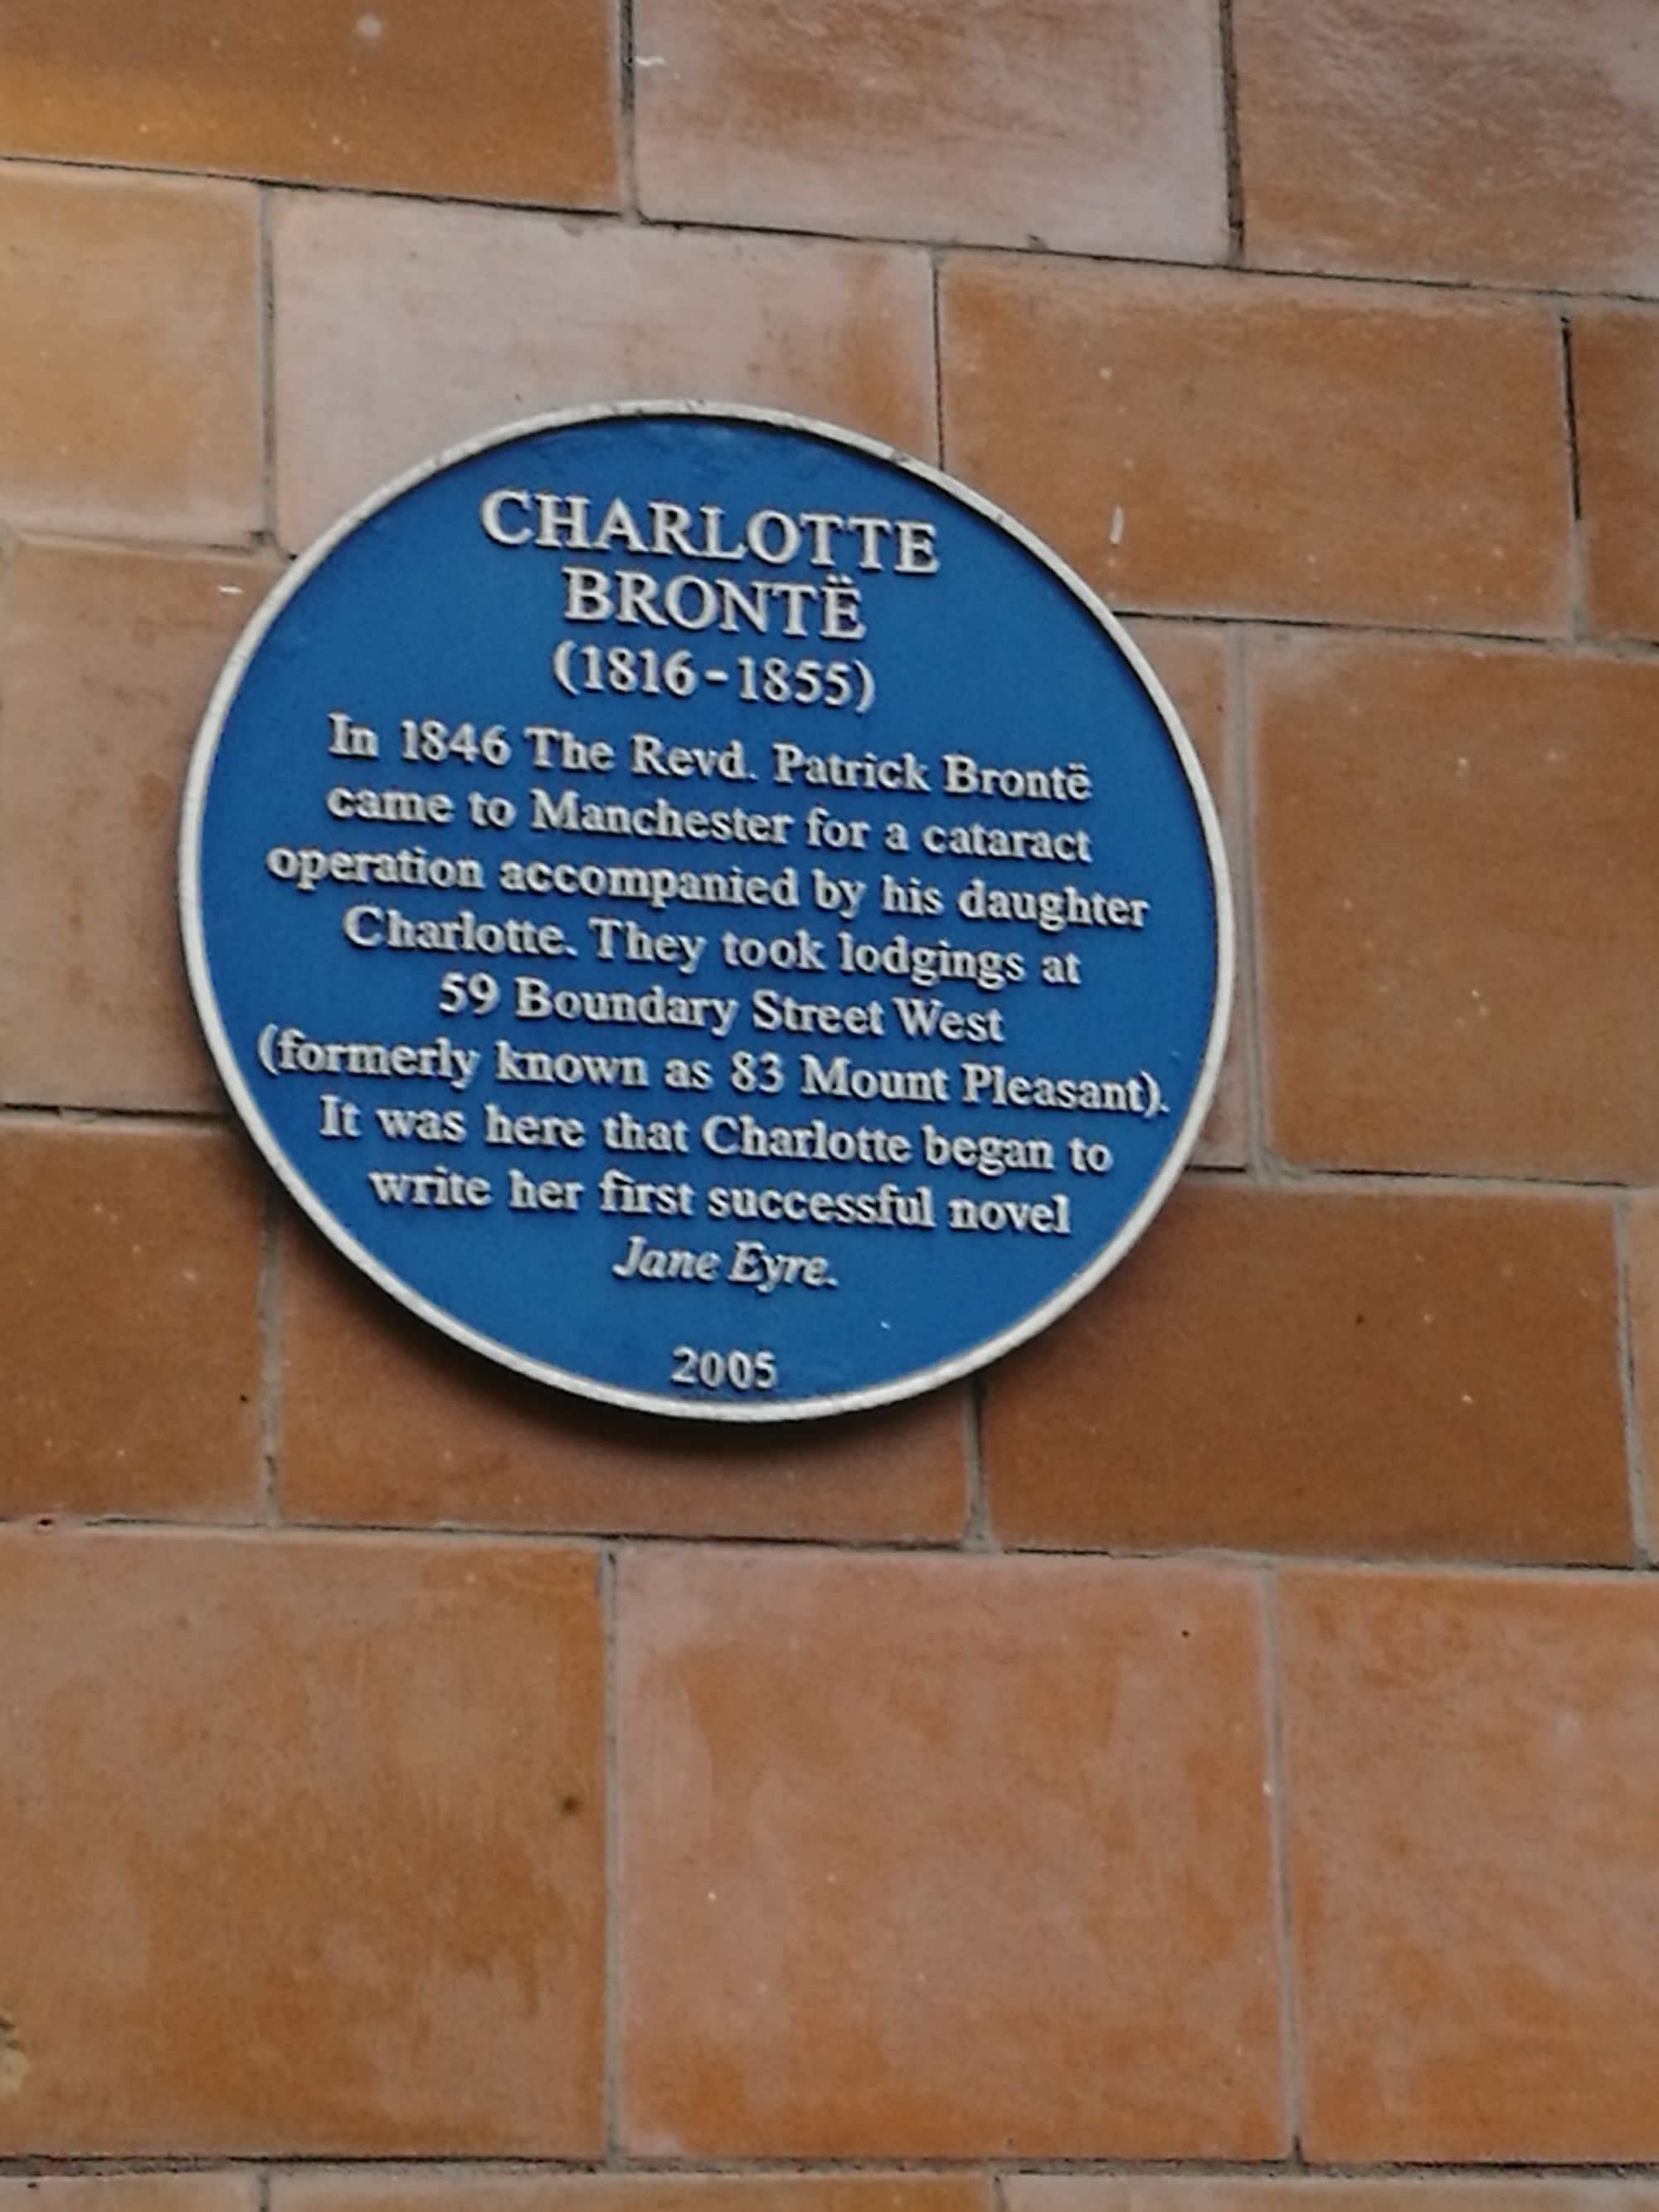 CHARLOTTE
BRONTË
(1816-1855)
In 1846 The Revd. Patrick Brontë
came to Manchester for a cataract
operation accompanied by his daughter
Charlotte. They took lodgings at
59 Boundary Street West
(formerly known as 83 Mount Pleasant).
It was here that Charlotte began to
write her first successful novel
Jane Eyre.
2005